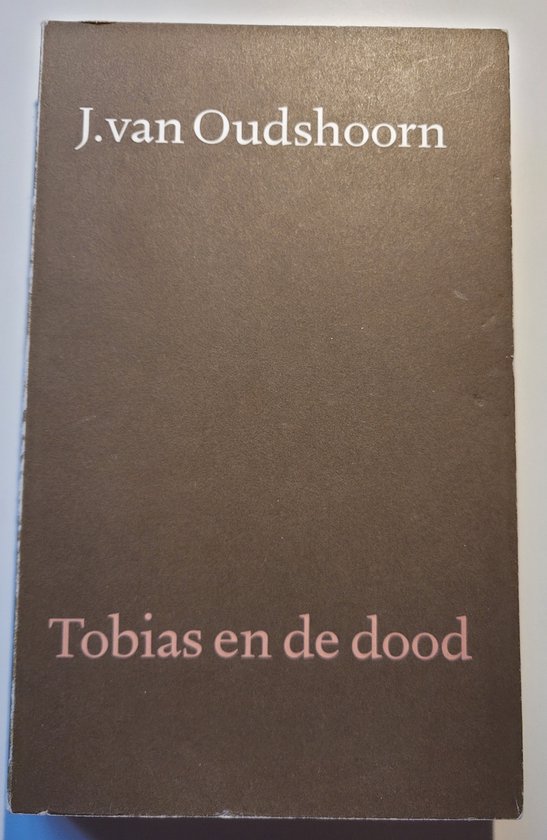 J. van Oudshoorn
Tobias en de dood